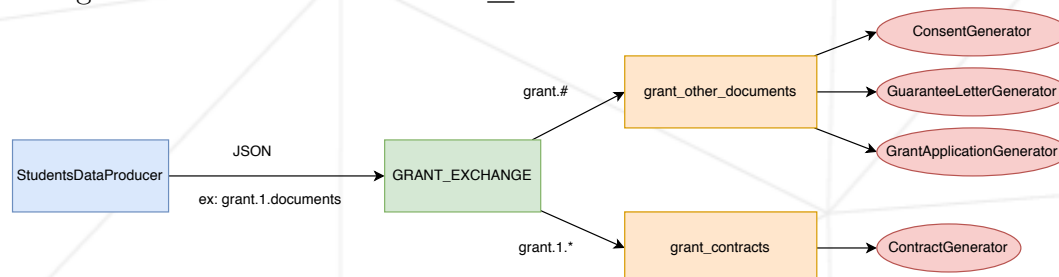 ConsentGenerator
grant.#
grant_other_documents
GuaranteeLetterGenerator
JSON
GrantApplicationGenerator
StudentsDataProducer
GRANT_EXCHANGE
ex: grant.1.documents
grant.1.*
grant_contracts
ContractGenerator